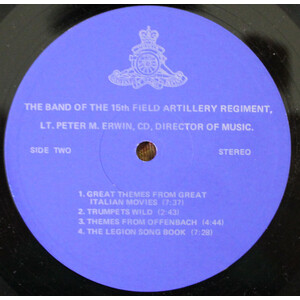 THE BAND OF THE 15th FIELD ARTILLERY REGIMENT,
LT. PETER M. ERWIN, CD, DIRECTOR OF MUSIC.
SIDE TWO
STEREO
1. GREAT THEMES FROM GREAT
ITALIAN MOVIES (7:37)
2. TRUMPETS WILD (2:43)
3. THEMES FROM OFFENBACH (4:44)
4. THE LEGION SONG BOOK (7:29)